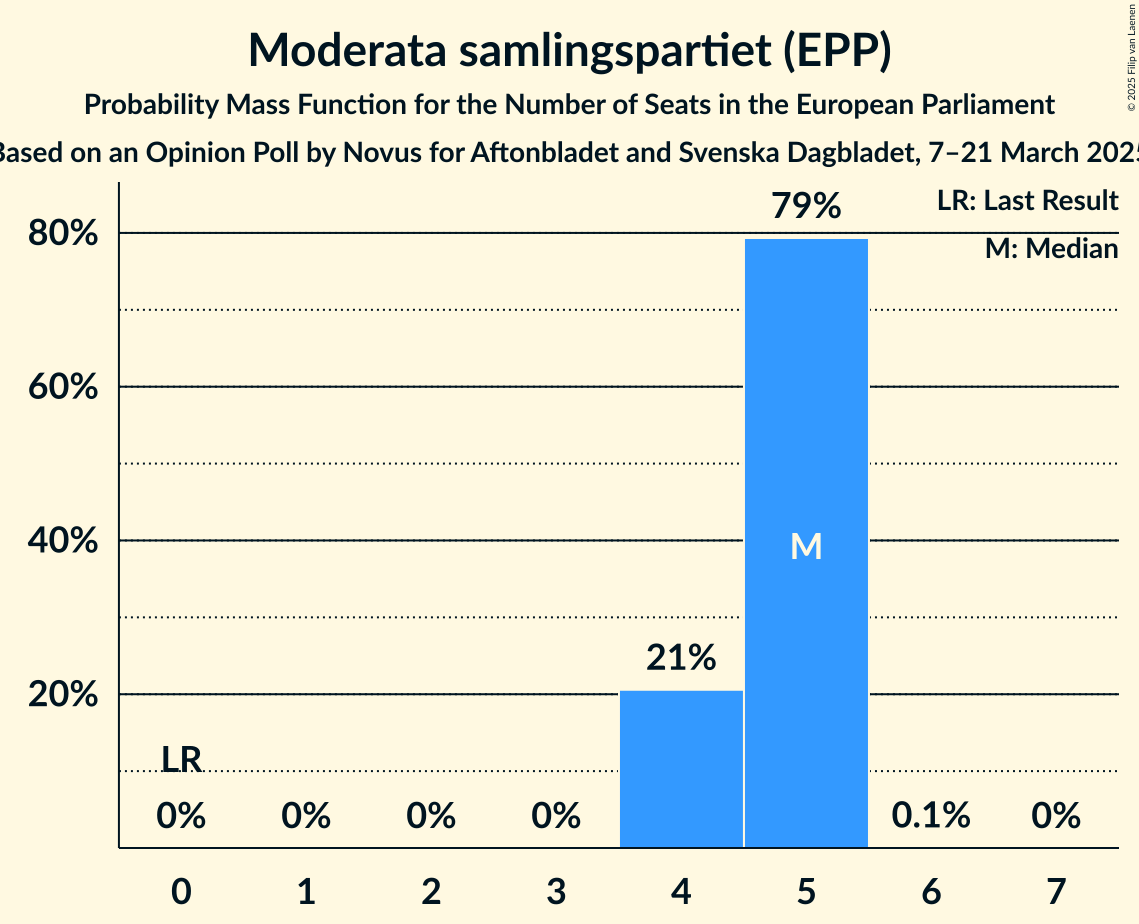 Moderata samlingspartiet (EPP)
Probability Mass Function for the Number of Seats in the European Parliament
Based on an Opinion Poll by Novus for Aftonbladet and Svenska Dagbladet, 7–21 March 2025
© 2025 Filip van Laenen
LR: Last Result
M: Median
79%
80%
60%
40%
M
21%
20%
LR
0%
0%
0%
0%
0.1%
0%
0 1 2 3 4 5 6 7